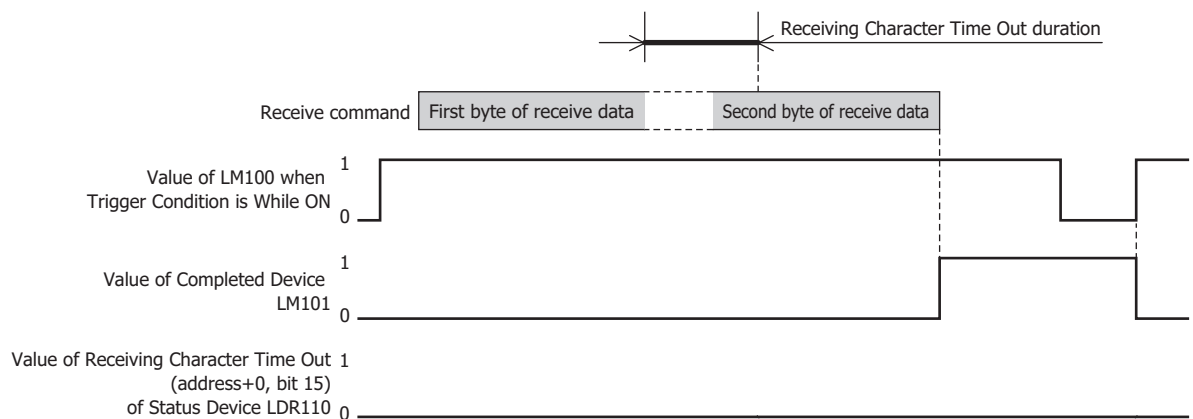 Receiving Character Time Out duration
Receive command
First byte of receive data
Second byte of receive data
1
Value of LM100 when
Trigger Condition is While ON
0
1
Value of Completed Device
LM101
0
Value of Receiving Character Time Out 1
(address+0, bit 15)
of Status Device LDR110 0